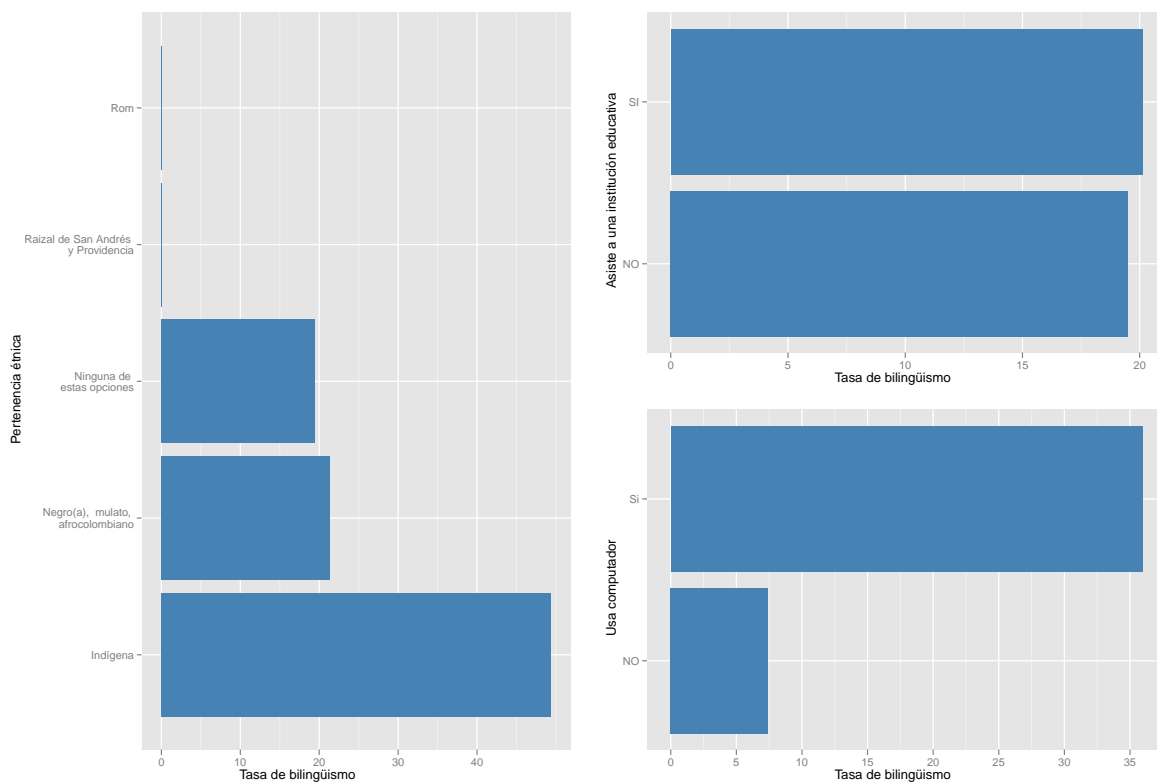 Pertenencia étnica
Rom
Raizal de San Andrés
y Providencia
Ninguna de
estas opciones
Negro(a), mulato,
afrocolombiano
Indígena
0 10 20 30 40
Tasa de bilingüismo
Asiste a una institución educativa
SI
NO
0 5 10 15 20
Tasa de bilingüismo
Usa computador
Si
NO
0 5 10 15 20 25 30 35
Tasa de bilingüismo